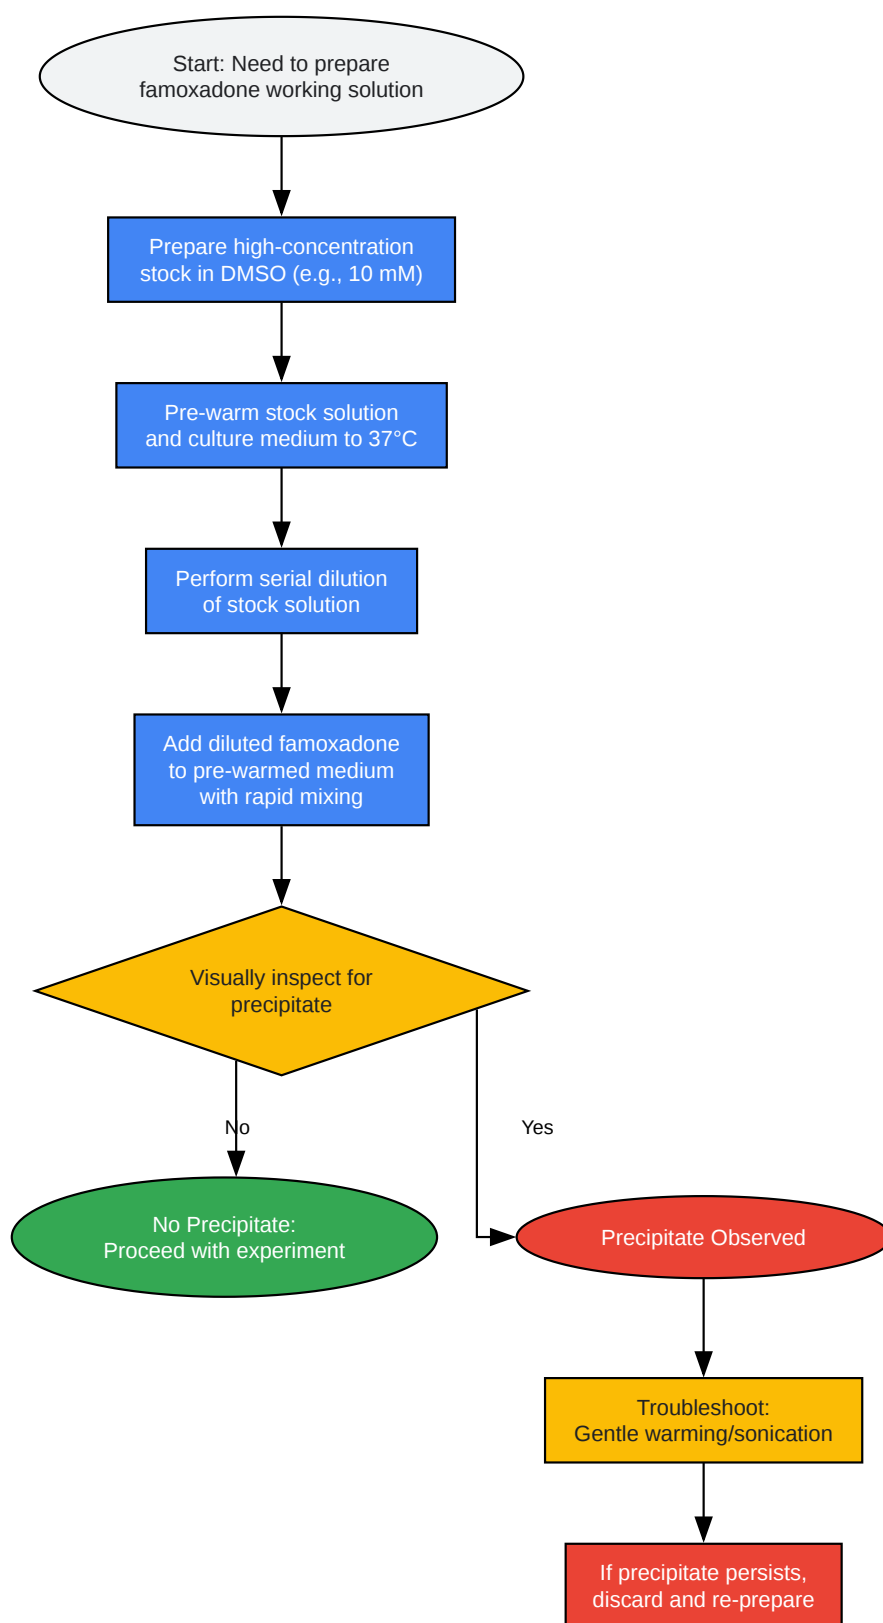 Start: Need to prepare
famoxadone working solution
Prepare high-concentration
stock in DMSO (e.g., 10 mM)
Pre-warm stock solution
and culture medium to 37°C
Perform serial dilution
of stock solution
Add diluted famoxadone
to pre-warmed medium
with rapid mixing
Visually inspect for
precipitate
No
Yes
No Precipitate:
Proceed with experiment
Precipitate Observed
Troubleshoot:
Gentle warming/sonication
If precipitate persists,
discard and re-prepare